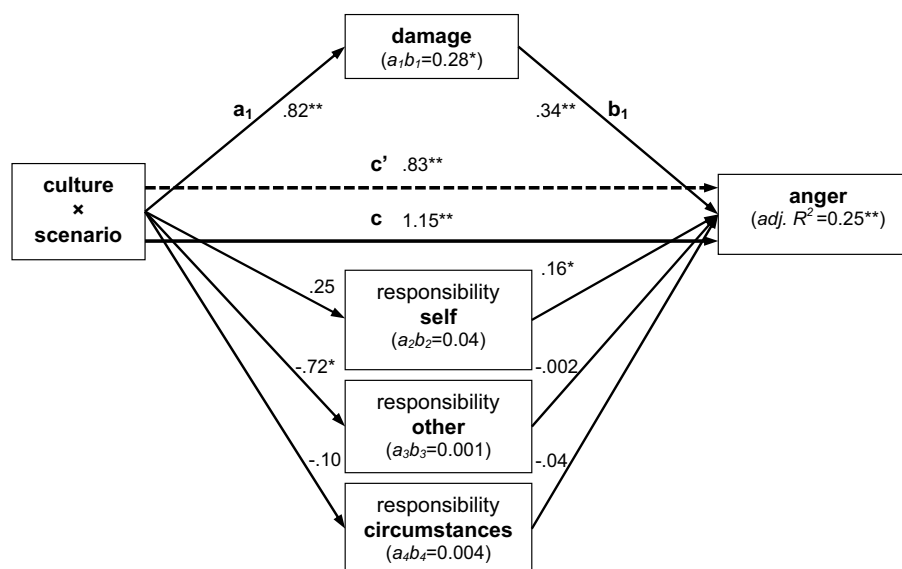 damage
(a₁b₁=0.28*)
a₁ .82**
.34** b₁
c’ .83**
culture
×
scenario
anger
(adj. R²=0.25**)
c 1.15**
.25
.16*
responsibility
self
(a₂b₂=0.04)
-.72*
-.002
responsibility
other
(a₃b₃=0.001)
-.10
-.04
responsibility
circumstances
(a₄b₄=0.004)